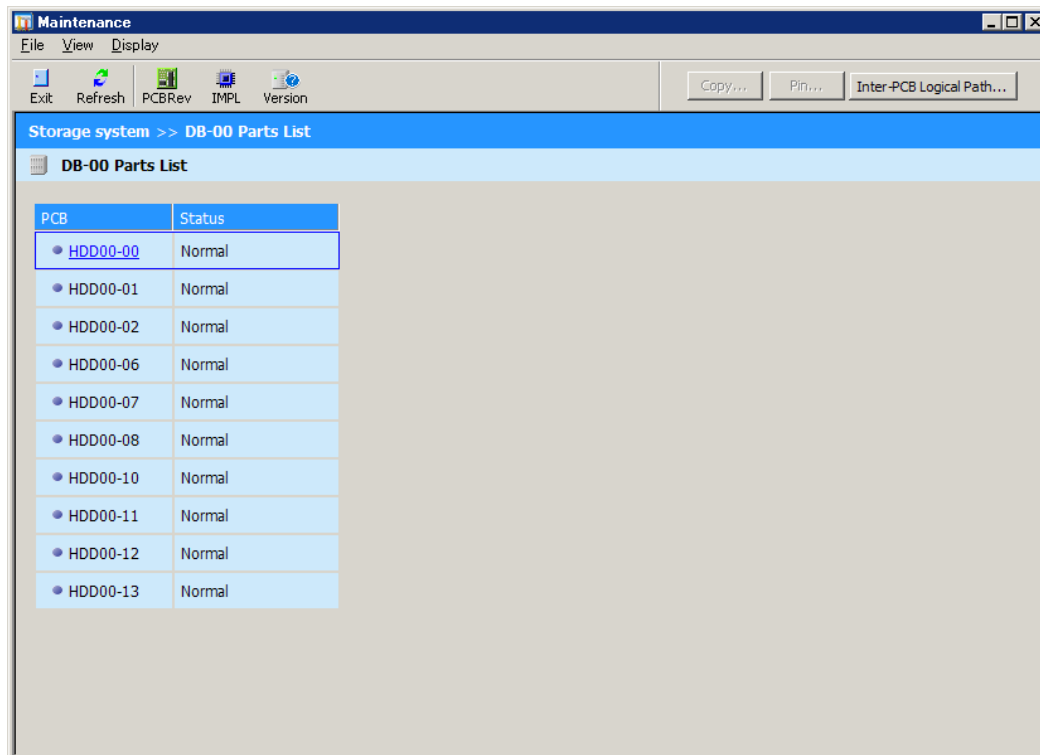 Maintenance
File View Display
Exit Refresh PCBRev IMPL Version Copy... Pin... Inter-PCB Logical Path...
Storage system >> DB-00 Parts List
DB-00 Parts List
PCB Status
HDD00-00 Normal
HDD00-01 Normal
HDD00-02 Normal
HDD00-06 Normal
HDD00-07 Normal
HDD00-08 Normal
HDD00-10 Normal
HDD00-11 Normal
HDD00-12 Normal
HDD00-13 Normal